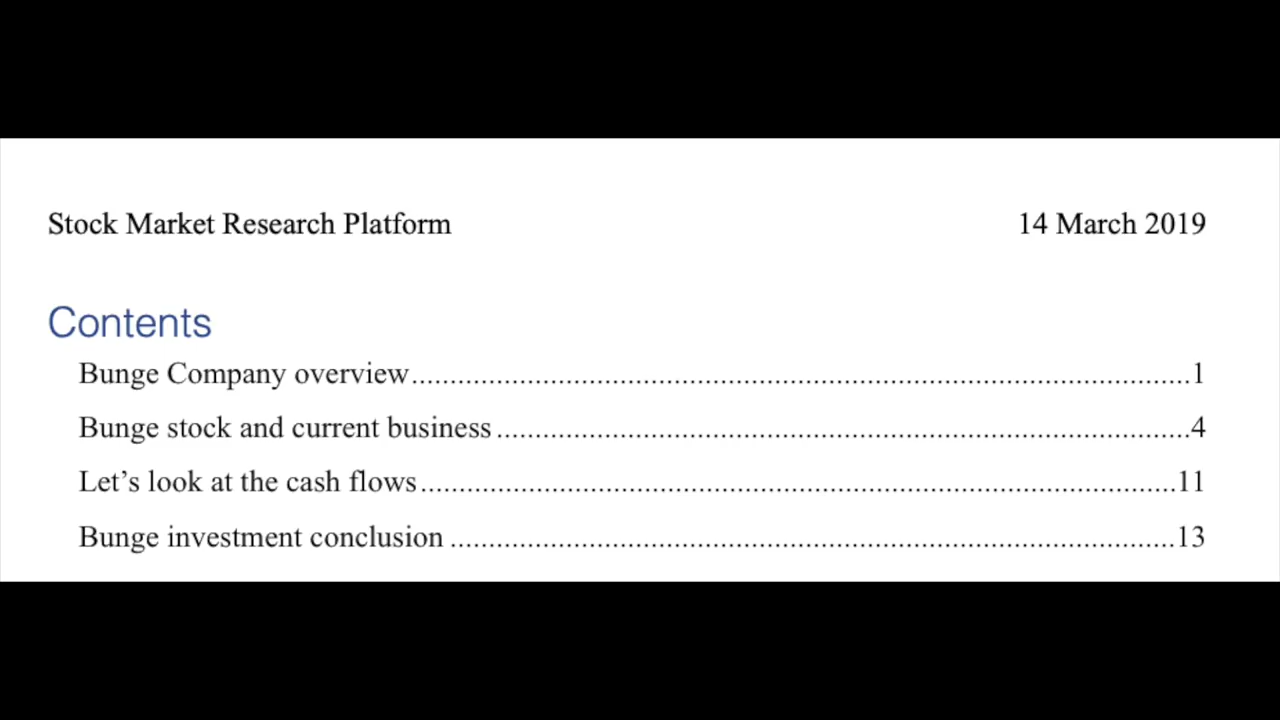 Stock Market Research Platform 14 March 2019
Contents
Bunge Company overview..........1
Bunge stock and current business..........4
Let’s look at the cash flows..........11
Bunge investment conclusion..........13